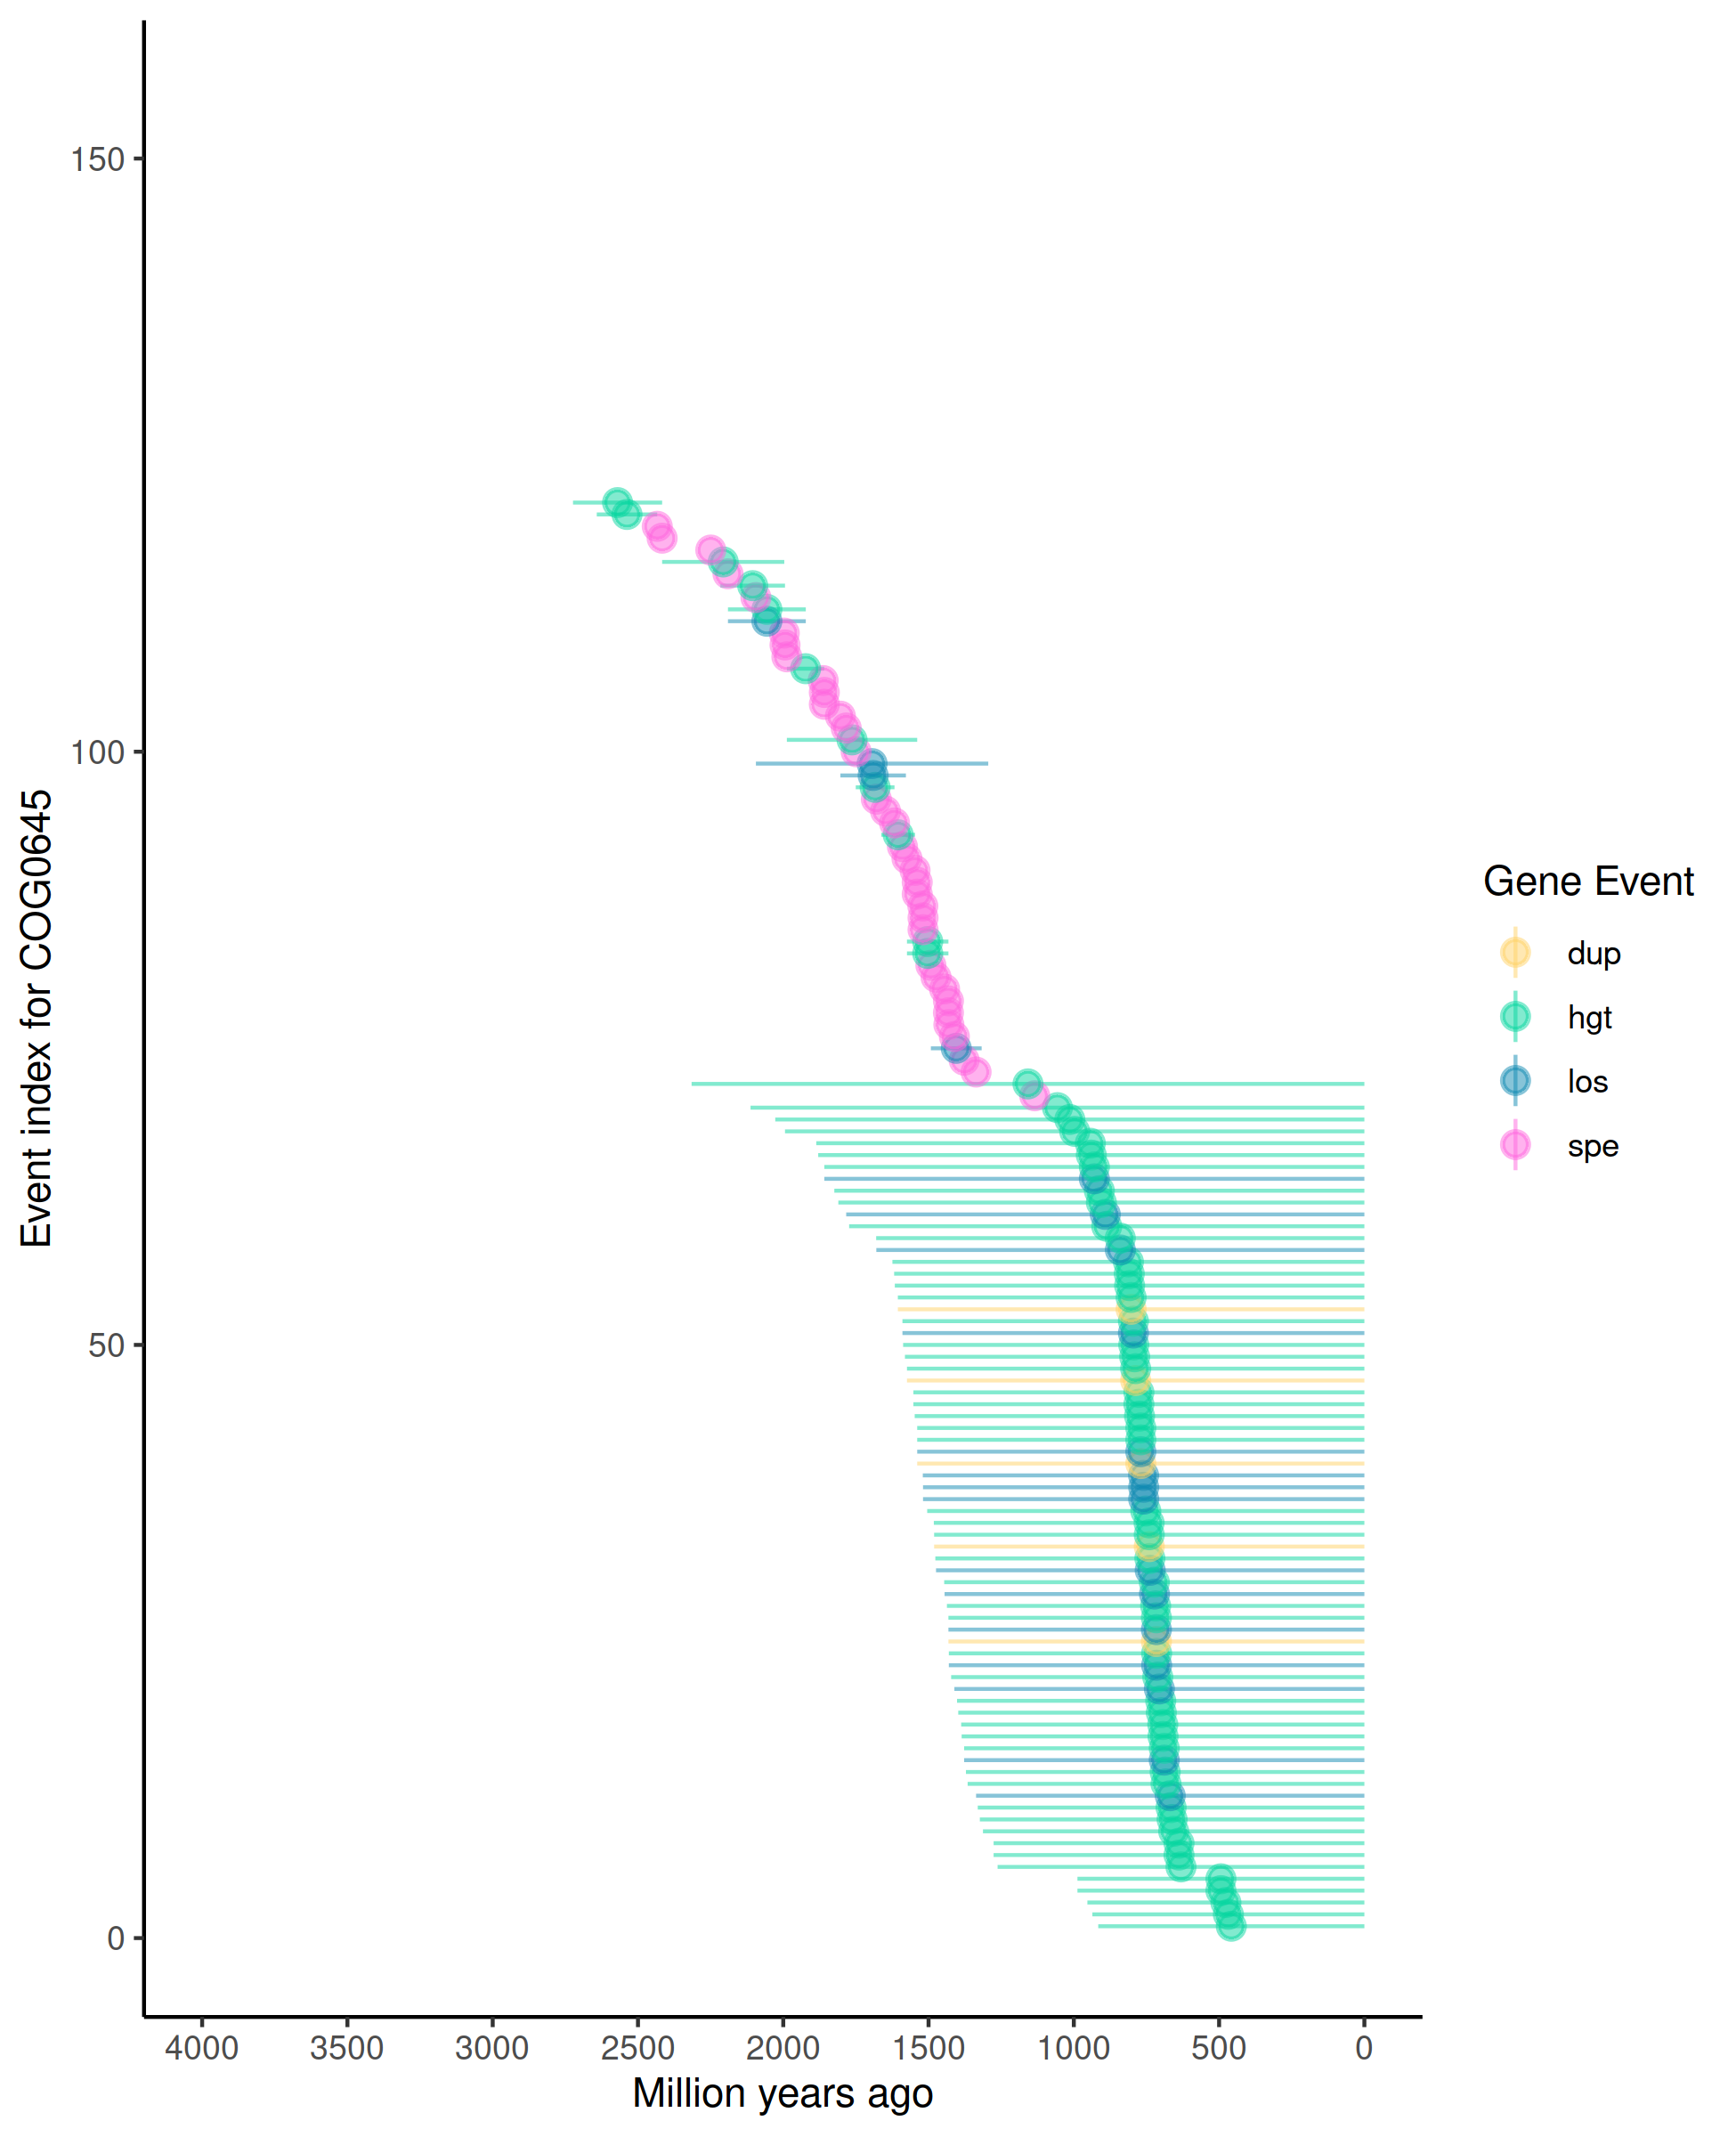 150
100
50
0
Event index for COG0645
4000 3500 3000 2500 2000 1500 1000 500 0
Million years ago
Gene Event
dup
hgt
los
spe